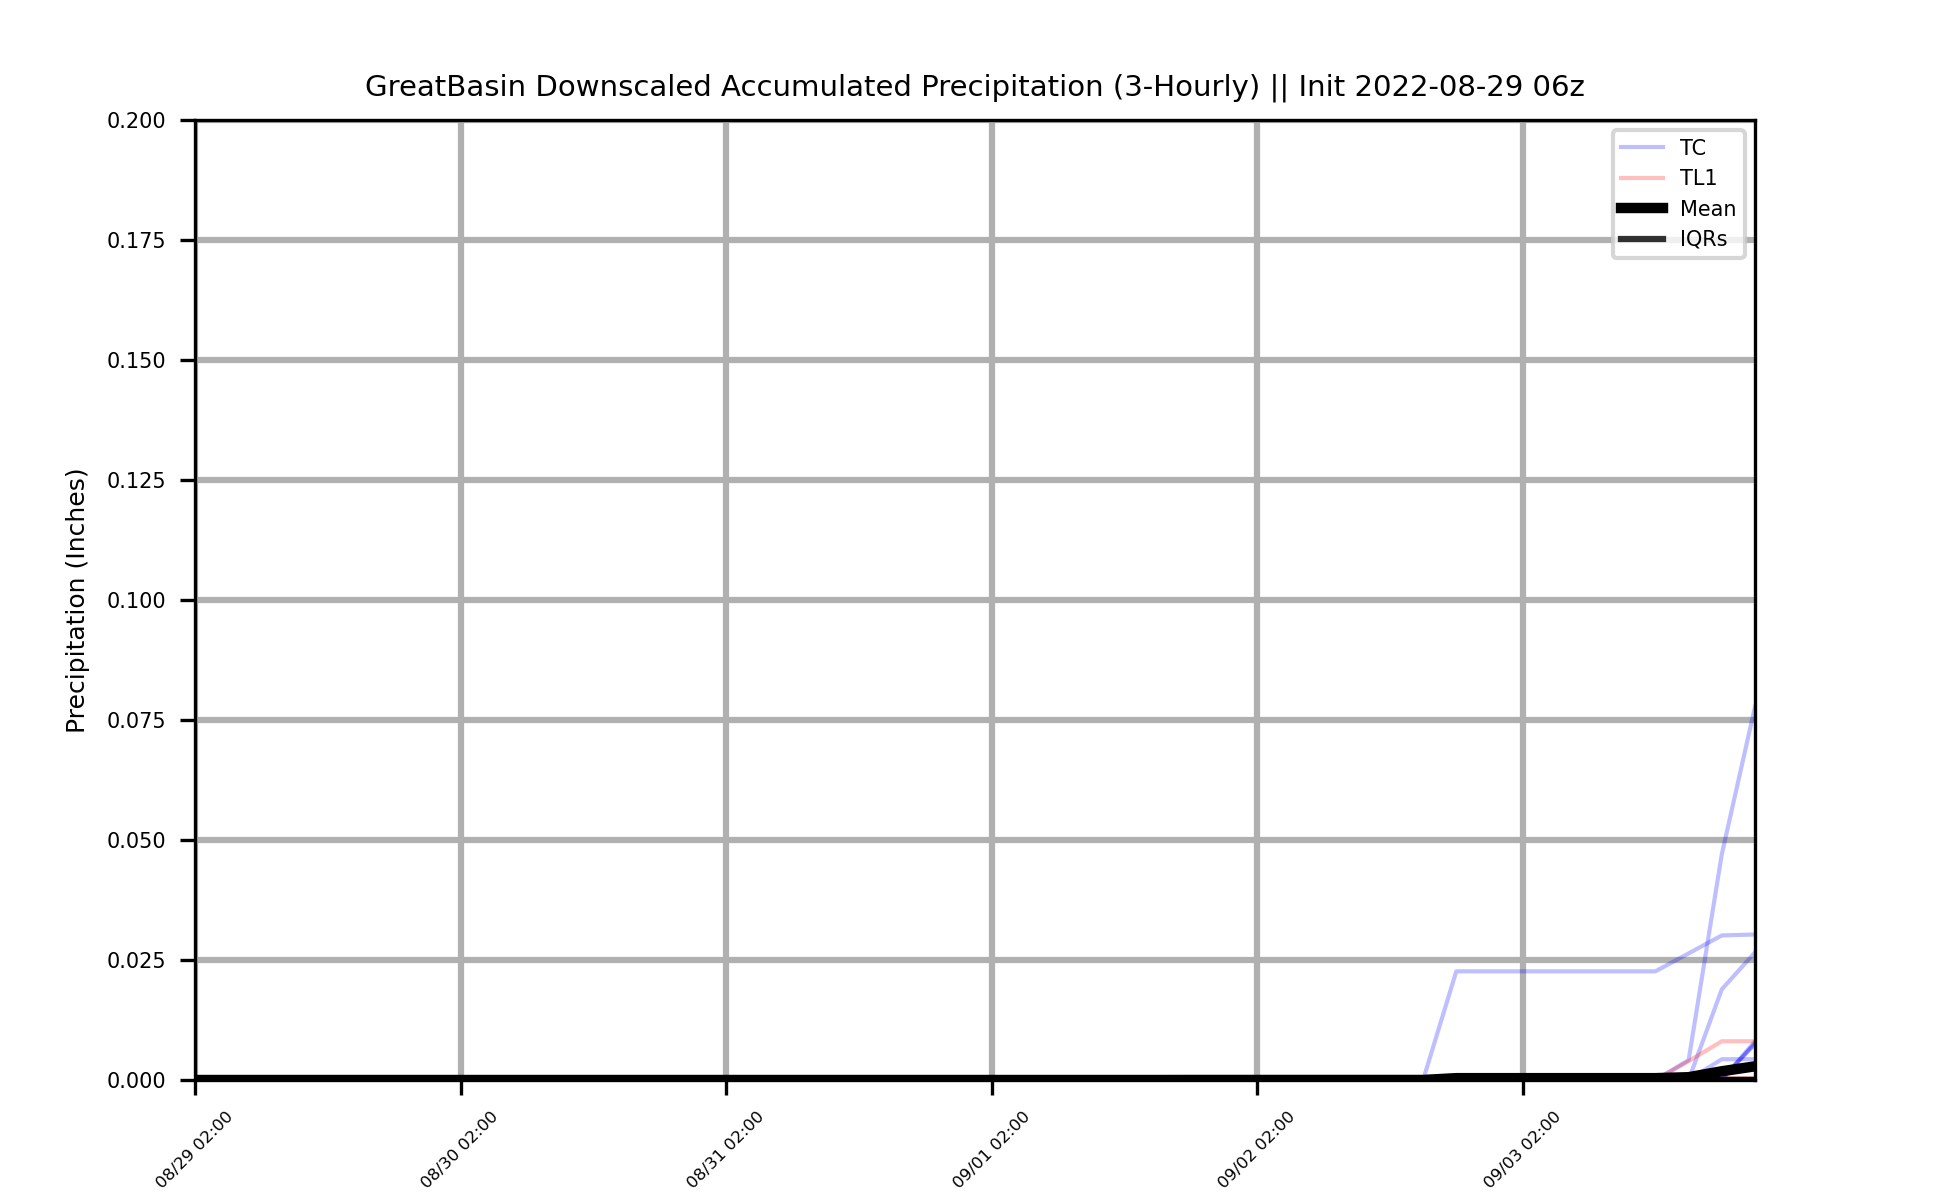 GreatBasin Downscaled Accumulated Precipitation (3-Hourly) || Init 2022-08-29 06z
TC
TL1
Mean
IQRs
Precipitation (Inches)
0.200
0.175
0.150
0.125
0.100
0.075
0.050
0.025
0.000
08/29 02:00
08/30 02:00
08/31 02:00
09/01 02:00
09/02 02:00
09/03 02:00